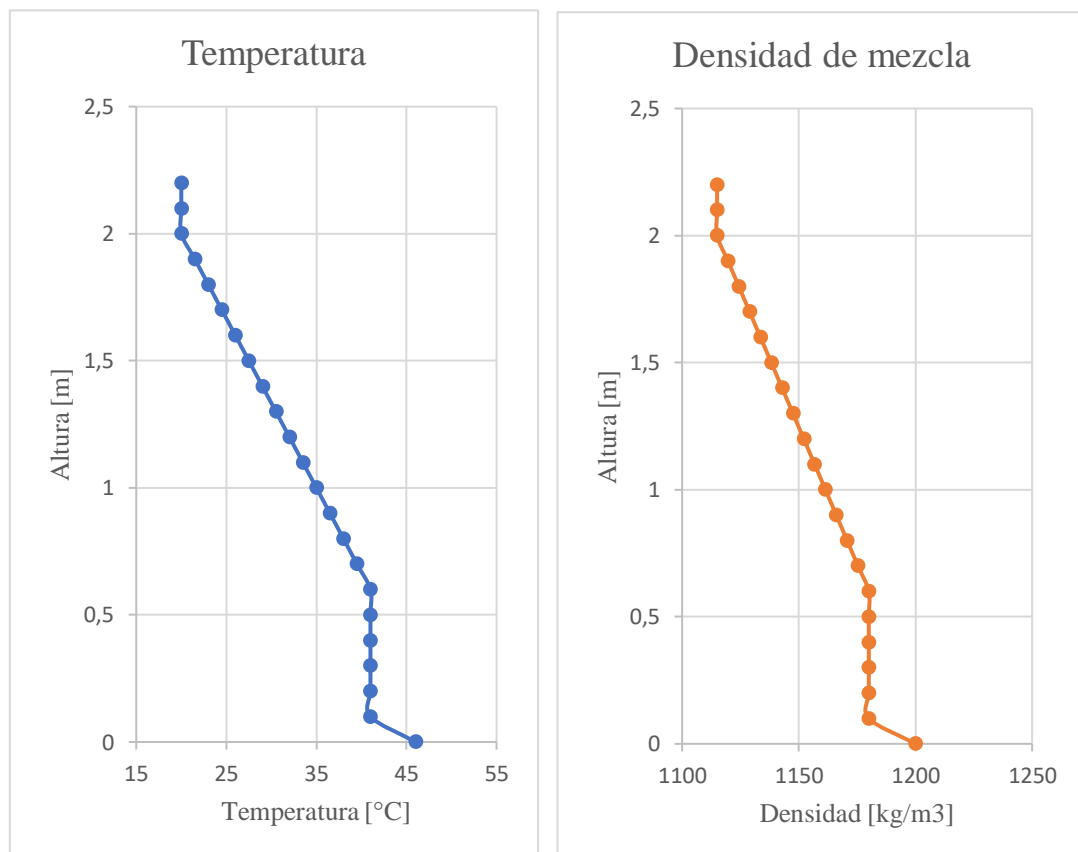 Temperatura
2,5
2
1,5
1
0,5
0
15 25 35 45 55
Altura [m]
Temperatura [°C]
Densidad de mezcla
2,5
2
1,5
1
0,5
0
1100 1150 1200 1250
Altura [m]
Densidad [kg/m3]